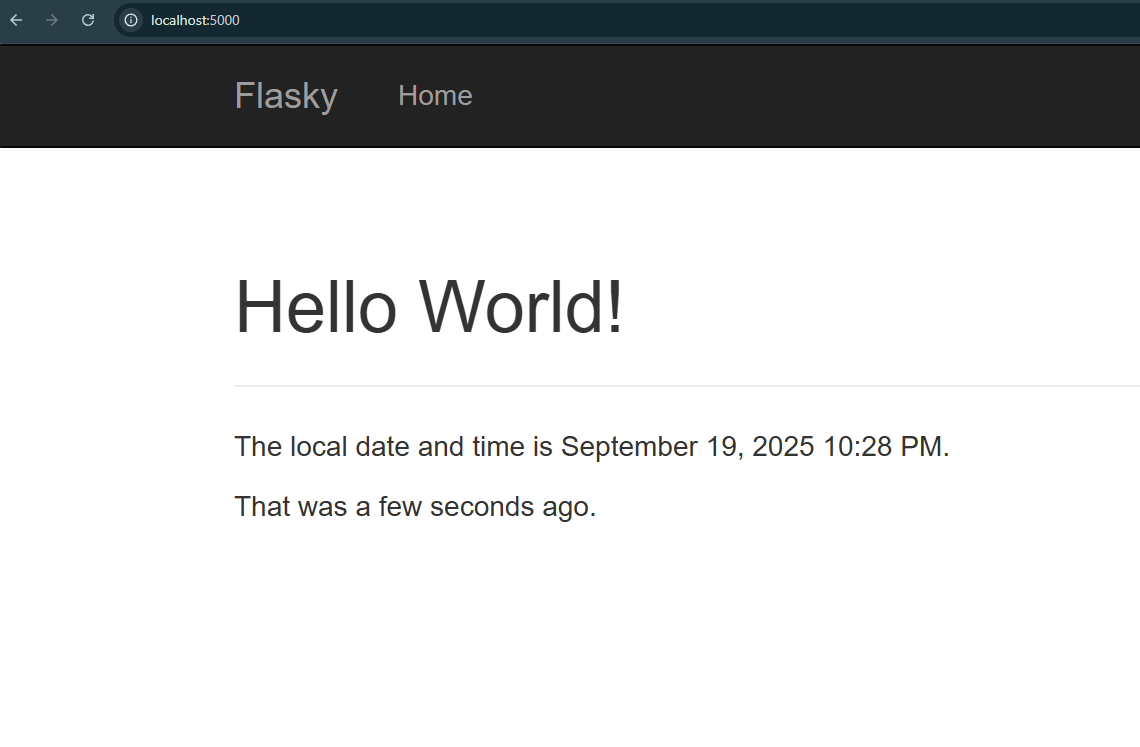 localhost:5000
Flasky Home
Hello World!
The local date and time is September 19, 2025 10:28 PM.
That was a few seconds ago.